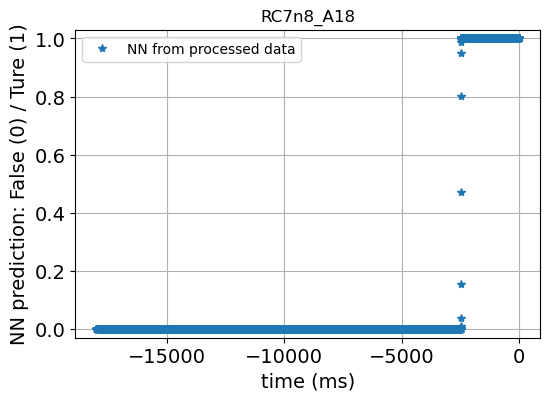 RC7n8_A18
NN from processed data
NN prediction: False (0) / Ture (1)
1.0
0.8
0.6
0.4
0.2
0.0
−15000 −10000 −5000 0
time (ms)